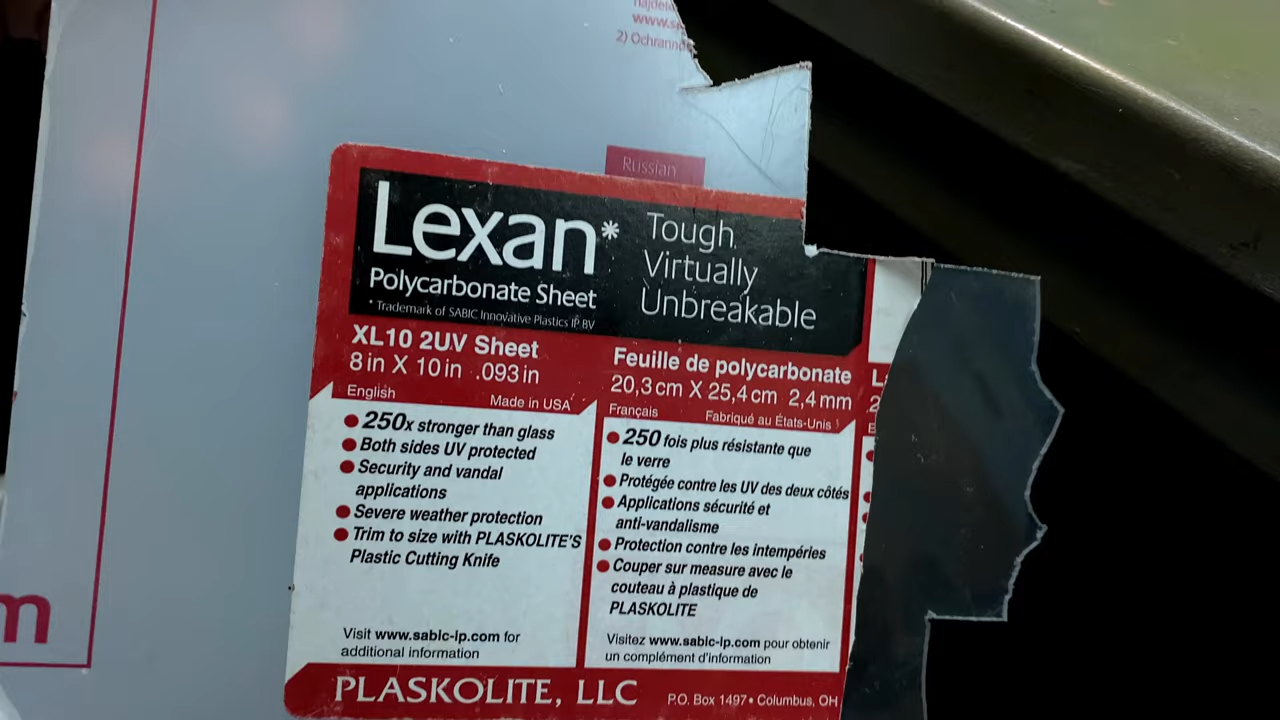 2) Ochranno
Russian
Lexan*
Polycarbonate Sheet
* Trademark of SABIC Innovative Plastics IP BV
Tough,
Virtually
Unbreakable
XL10 2UV Sheet
8 in X 10 in .093 in
English
Made in USA
250x stronger than glass
Both sides UV protected
Security and vandal
applications
Severe weather protection
Trim to size with PLASKOLITE'S
Plastic Cutting Knife
Visit www.sabic-ip.com for
additional information
Feuille de polycarbonate
20,3 cm X 25,4 cm 2,4 mm
Français
Fabriqué au États-Unis
250 fois plus résistante que
le verre
Protégée contre les UV des deux côtés
Applications sécurité et
anti-vandalisme
Protection contre les intempéries
Couper sur measure avec le
couteau à plastique de
PLASKOLITE
Visitez www.sabic-ip.com pour obtenir
un complément d'information
PLASKOLITE, LLC
P.O. Box 1497 • Columbus, OH
m